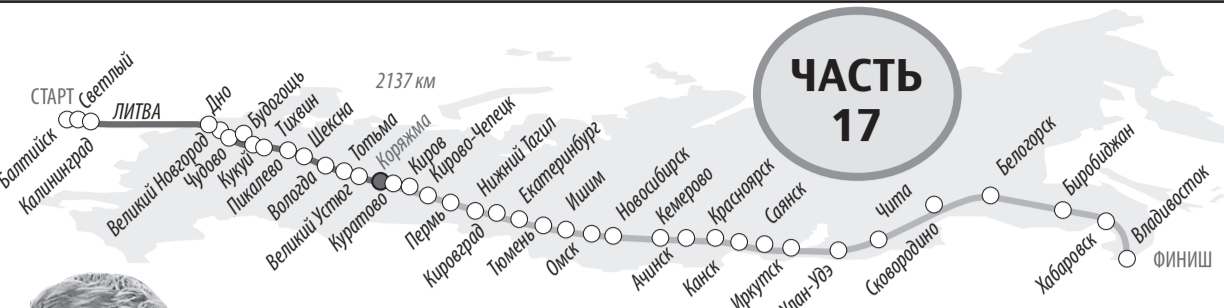 ЧАСТЬ
17
2137 км
СТАРТ
Балтийск
Светлый
Калининград
ЛИТВА
Дно
Великий Новгород
Чудово
Будогощь
Кукуй
Тихвин
Пикалево
Шексна
Вологда
Тотьма
Великий Устюг
Коряжма
Куратово
Киров
Кирово-Чепецк
Пермь
Нижний Тагил
Кировград
Екатеринбург
Тюмень
Ишим
Омск
Новосибирск
Ачинск
Кемерово
Канск
Красноярск
Иркутск
Саянск
Улан-Удэ
Чита
Сковородино
Белогорск
Биробиджан
Хабаровск
Владивосток
ФИНИШ